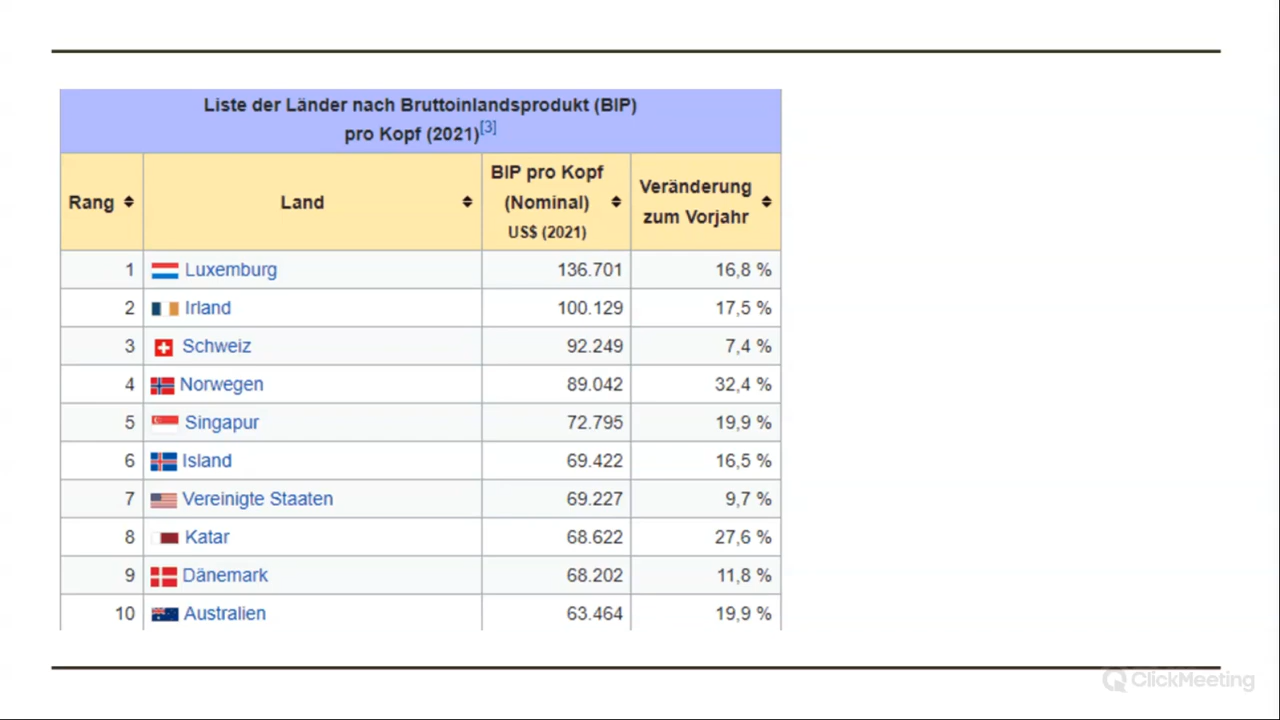 Liste der Länder nach Bruttoinlandsprodukt (BIP)
pro Kopf (2021)[3]
Rang Land BIP pro Kopf (Nominal) US$ (2021) Veränderung zum Vorjahr
1 Luxemburg 136.701 16,8 %
2 Irland 100.129 17,5 %
3 Schweiz 92.249 7,4 %
4 Norwegen 89.042 32,4 %
5 Singapur 72.795 19,9 %
6 Island 69.422 16,5 %
7 Vereinigte Staaten 69.227 9,7 %
8 Katar 68.622 27,6 %
9 Dänemark 68.202 11,8 %
10 Australien 63.464 19,9 %
ClickMeeting